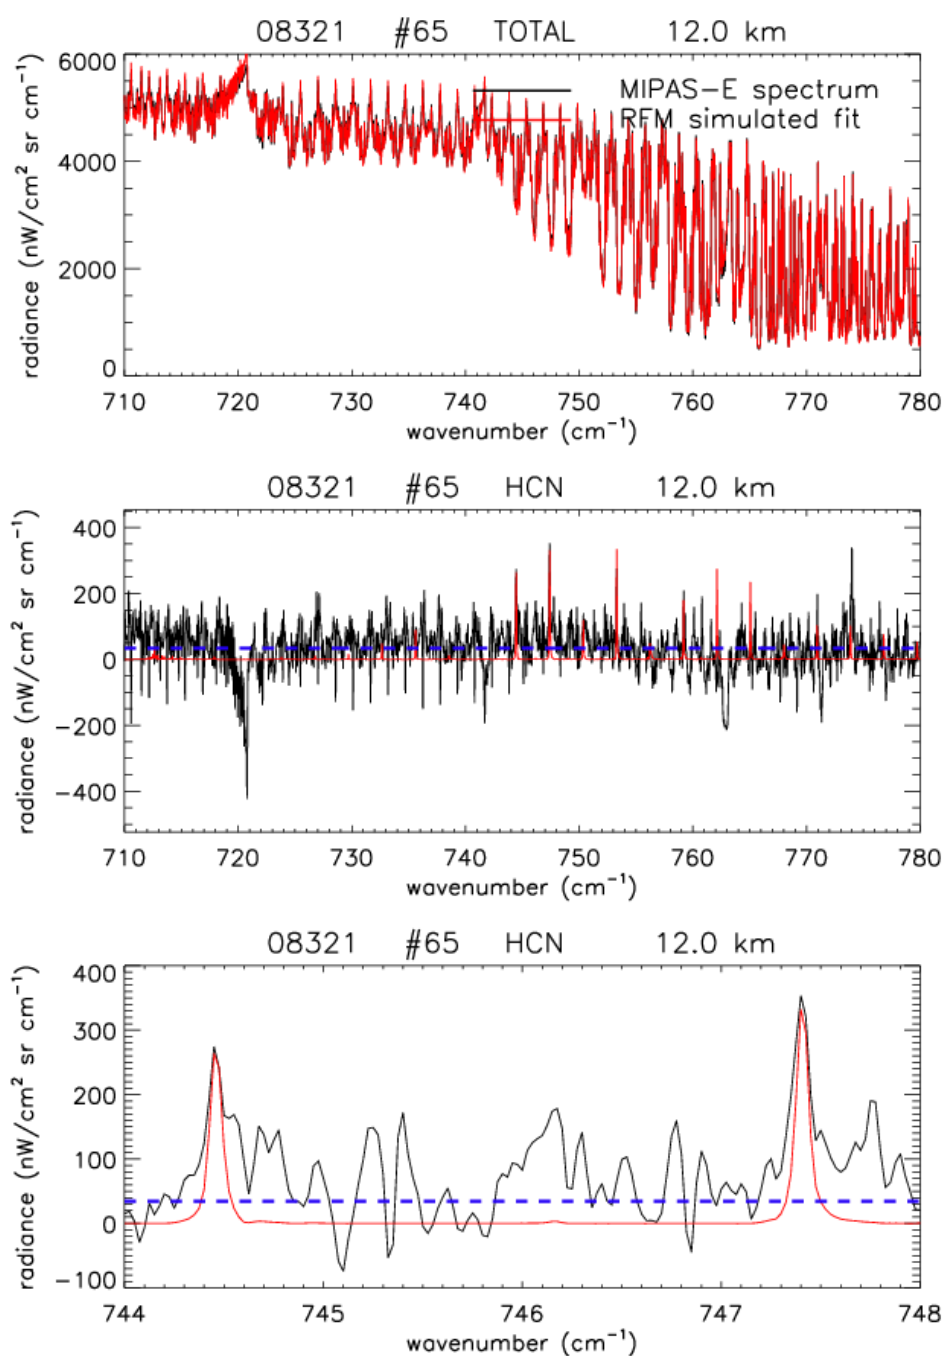 08321 #65 TOTAL 12.0 km
MIPAS-E spectrum
RFM simulated fit
radiance (nW/cm² sr cm⁻¹)
6000
4000
2000
0
710 720 730 740 750 760 770 780
wavenumber (cm⁻¹)
08321 #65 HCN 12.0 km
radiance (nW/cm² sr cm⁻¹)
400
200
0
-200
-400
710 720 730 740 750 760 770 780
wavenumber (cm⁻¹)
08321 #65 HCN 12.0 km
radiance (nW/cm² sr cm⁻¹)
400
300
200
100
0
-100
744 745 746 747 748
wavenumber (cm⁻¹)